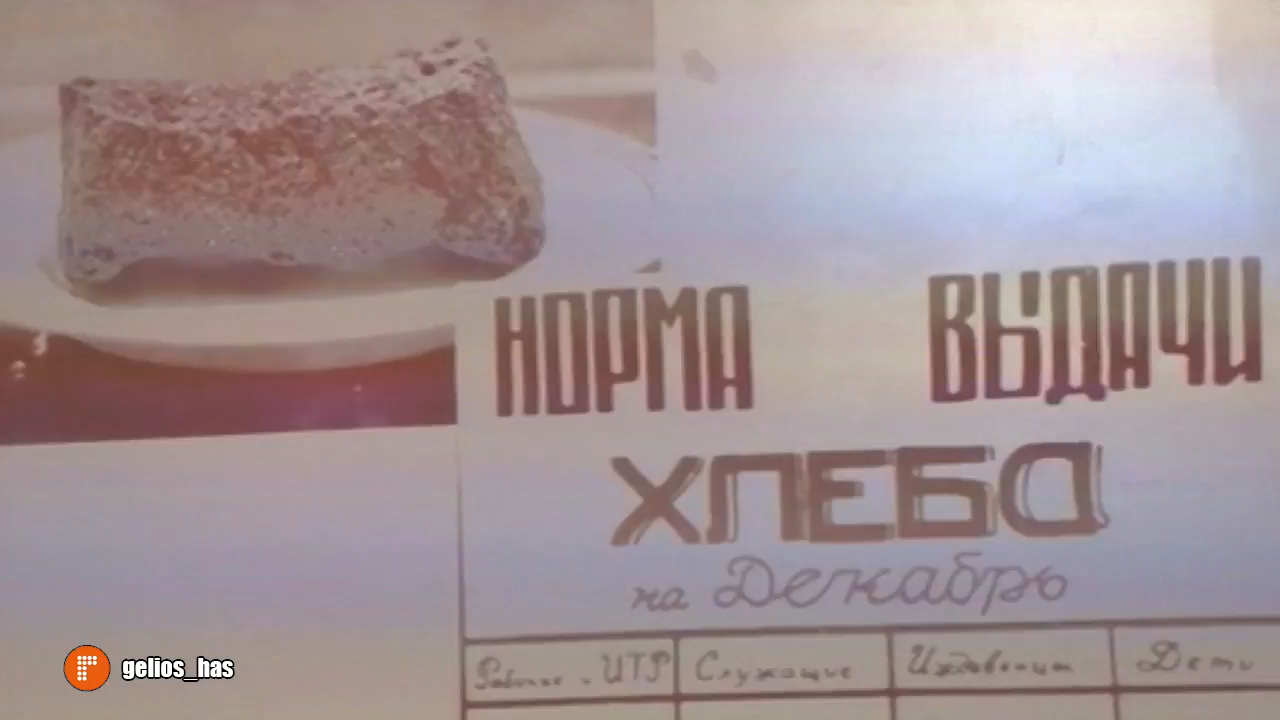 НОРМА ВЫДАЧИ
ХЛЕБА
на Декабрь
Рабочие и ИТР Служащие Иждивенцы Дети
gelios_has